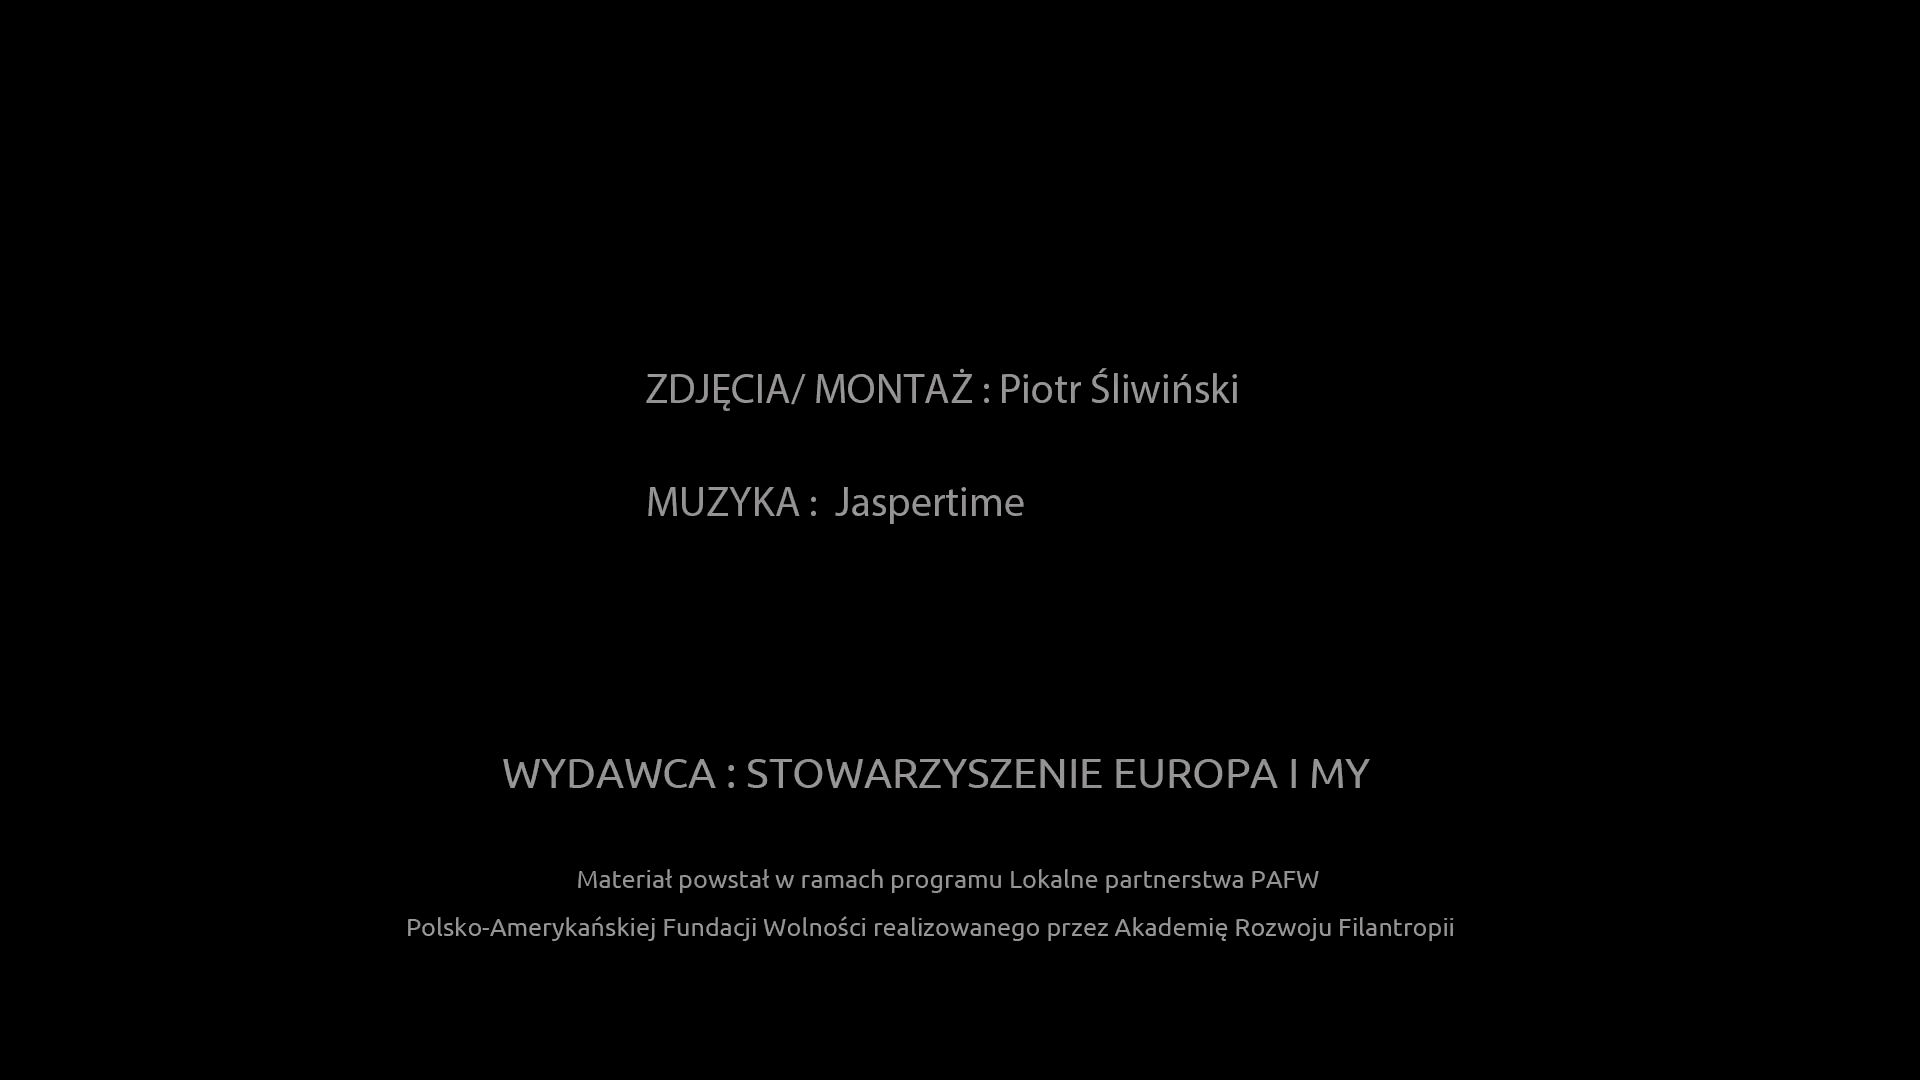 ZDJĘCIA/ MONTAŻ : Piotr Śliwiński
MUZYKA : Jaspertime
WYDAWCA : STOWARZYSZENIE EUROPA I MY
Materiał powstał w ramach programu Lokalne partnerstwa PAFW
Polsko-Amerykańskiej Fundacji Wolności realizowanego przez Akademię Rozwoju Filantropii